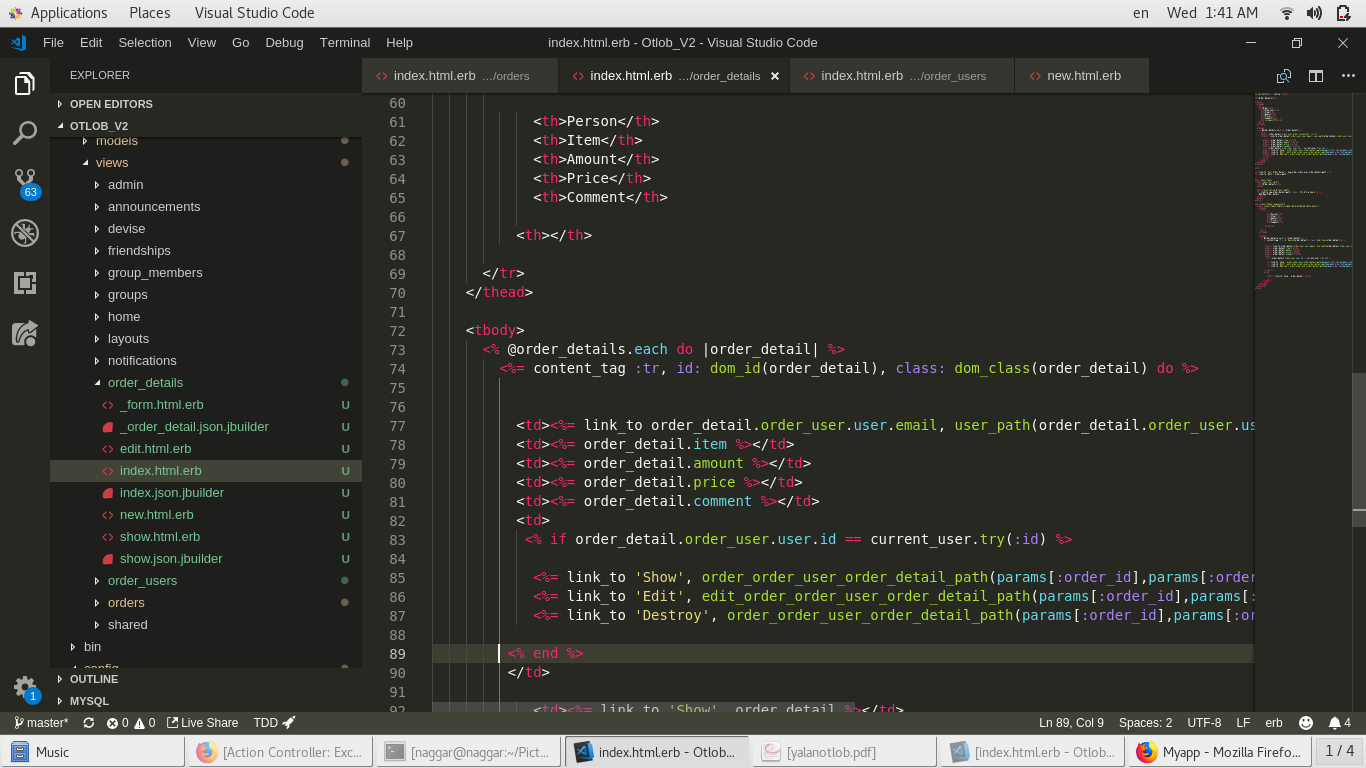 Applications Places Visual Studio Code en Wed 1:41 AM
File Edit Selection View Go Debug Terminal Help index.html.erb - Otlob_V2 - Visual Studio Code
EXPLORER
OPEN EDITORS
OTLOB_V2
models
views
admin
announcements
devise
friendships
group_members
groups
home
layouts
notifications
order_details
_form.html.erb U
_order_detail.json.jbuilder U
edit.html.erb U
index.html.erb U
index.json.jbuilder U
new.html.erb U
show.html.erb U
show.json.jbuilder U
order_users
orders
shared
bin
config
OUTLINE
MYSQL
63
1
index.html.erb …/orders index.html.erb …/order_details × index.html.erb …/order_users new.html.erb
60
61 <th>Person</th>
62 <th>Item</th>
63 <th>Amount</th>
64 <th>Price</th>
65 <th>Comment</th>
66
67 <th></th>
68
69 </tr>
70 </thead>
71
72 <tbody>
73 <% @order_details.each do |order_detail| %>
74 <%= content_tag :tr, id: dom_id(order_detail), class: dom_class(order_detail) do %>
75
76
77 <td><%= link_to order_detail.order_user.user.email, user_path(order_detail.order_user.us
78 <td><%= order_detail.item %></td>
79 <td><%= order_detail.amount %></td>
80 <td><%= order_detail.price %></td>
81 <td><%= order_detail.comment %></td>
82 <td>
83 <% if order_detail.order_user.user.id == current_user.try(:id) %>
84
85 <%= link_to 'Show', order_order_user_order_detail_path(params[:order_id],params[:order
86 <%= link_to 'Edit', edit_order_order_user_order_detail_path(params[:order_id],params[:
87 <%= link_to 'Destroy', order_order_user_order_detail_path(params[:order_id],params[:or
88
89 <% end %>
90 </td>
91
92 <td><%= link_to 'Show', order_detail %></td>
master* 0 0 Live Share TDD Ln 89, Col 9 Spaces: 2 UTF-8 LF erb 4
Music [Action Controller: Exc... [naggar@naggar:~/Pict... index.html.erb - Otlob... [yalanotlob.pdf] [index.html.erb - Otlob... Myapp - Mozilla Firefo... 1 / 4